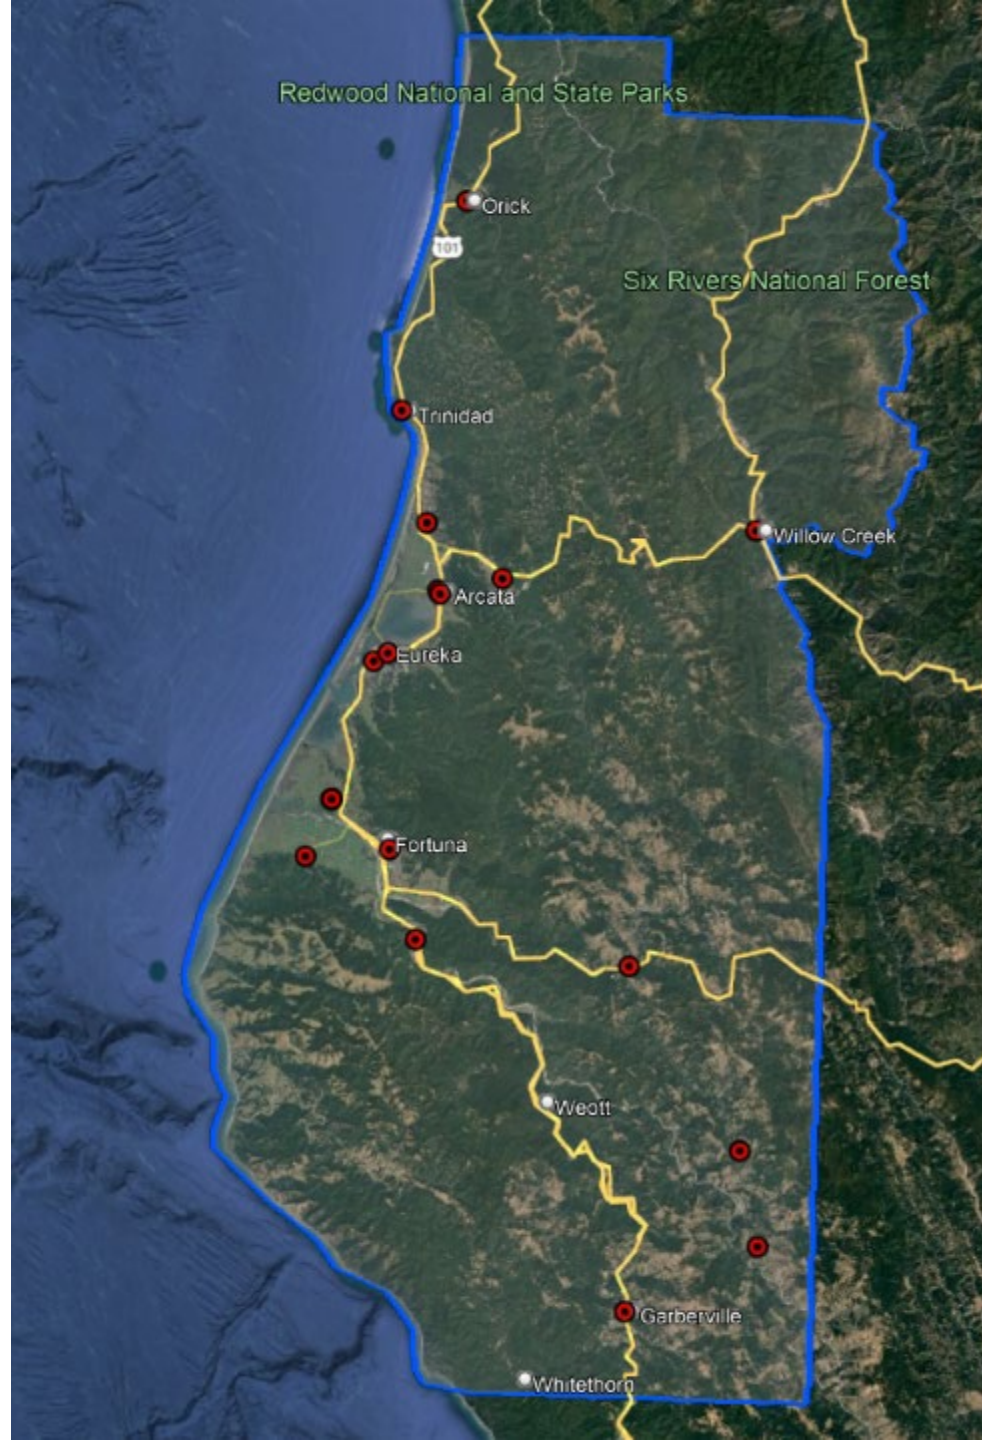 Redwood National and State Parks
Orick
101
Six Rivers National Forest
Trinidad
Willow Creek
Arcata
Eureka
Fortuna
Weott
Garberville
Whitethorn